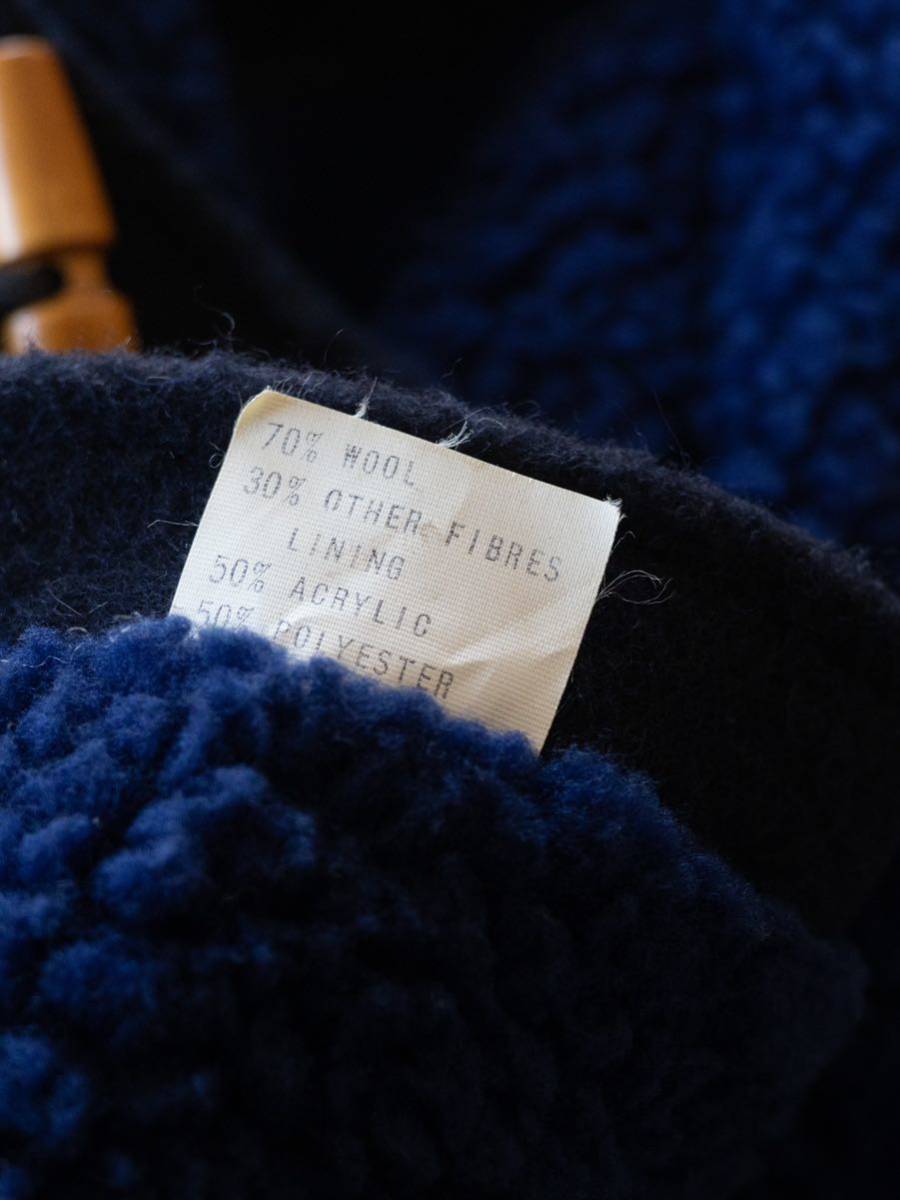 70% WOOL
30% OTHER FIBRES
LINING
50% ACRYLIC
50% POLYESTER